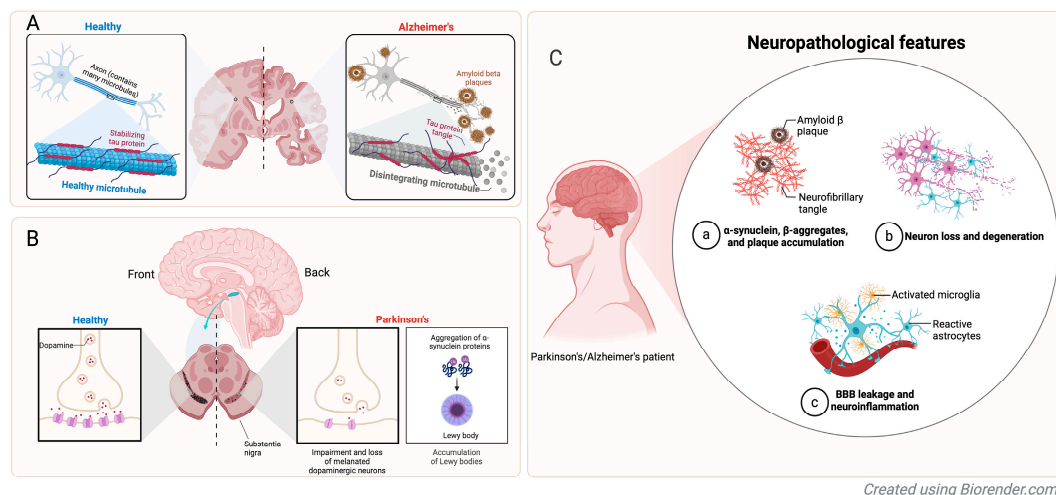 A
Healthy
Alzheimer's
Axon (contains
many microbules)
Stabilizing
tau protein
Healthy microtubule
Amyloid beta
plaques
Tau protein
tangle
Disintegrating microtubule
B
Front
Back
Healthy
Parkinson's
Dopamine
Substantia
nigra
Impairment and loss
of melanated
dopaminergic neurons
Aggregation of α-
synuclein proteins
Lewy body
Accumulation
of Lewy bodies
C
Neuropathological features
Parkinson's/Alzheimer's patient
Amyloid β
plaque
Neurofibrillary
tangle
a
α-synuclein, β-aggregates,
and plaque accumulation
b
Neuron loss and degeneration
Activated microglia
Reactive
astrocytes
c
BBB leakage and
neuroinflammation
Created using Biorender.com